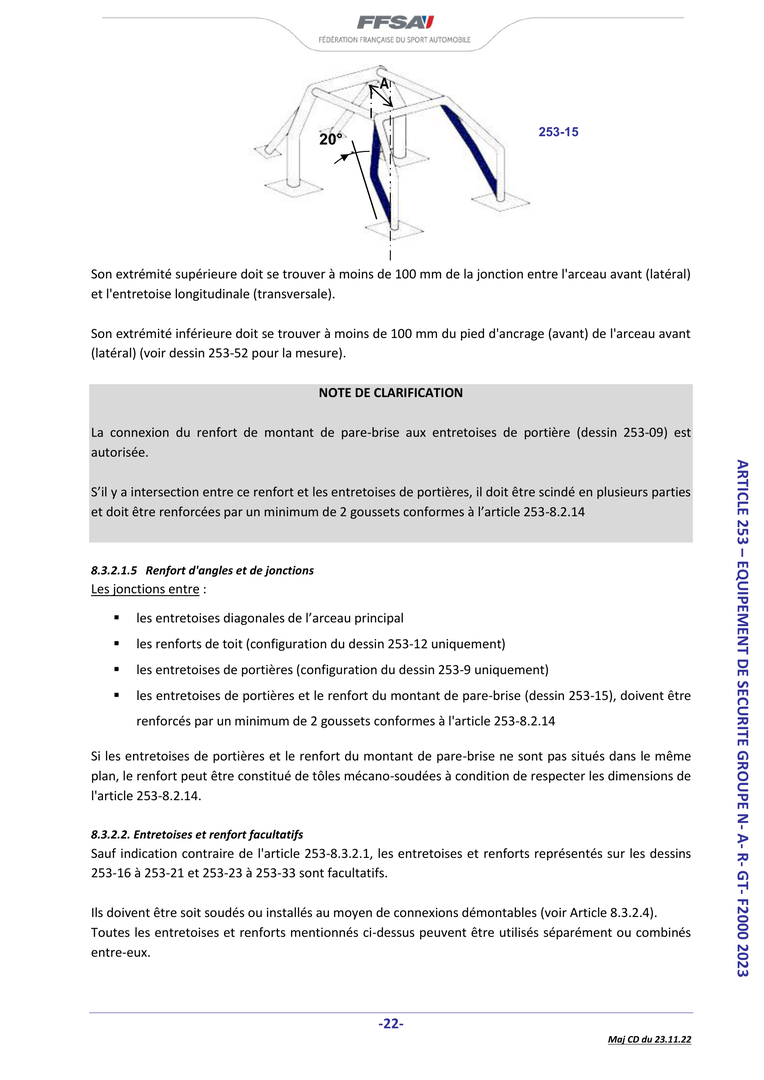 FFSA
FÉDÉRATION FRANÇAISE DU SPORT AUTOMOBILE
A
20°
253-15
Son extrémité supérieure doit se trouver à moins de 100 mm de la jonction entre l'arceau avant (latéral)
et l'entretoise longitudinale (transversale).
Son extrémité inférieure doit se trouver à moins de 100 mm du pied d'ancrage (avant) de l'arceau avant
(latéral) (voir dessin 253-52 pour la mesure).
NOTE DE CLARIFICATION
La connexion du renfort de montant de pare-brise aux entretoises de portière (dessin 253-09) est
autorisée.
S’il y a intersection entre ce renfort et les entretoises de portières, il doit être scindé en plusieurs parties
et doit être renforcées par un minimum de 2 goussets conformes à l’article 253-8.2.14
8.3.2.1.5 Renfort d'angles et de jonctions
Les jonctions entre :
▪ les entretoises diagonales de l’arceau principal
▪ les renforts de toit (configuration du dessin 253-12 uniquement)
▪ les entretoises de portières (configuration du dessin 253-9 uniquement)
▪ les entretoises de portières et le renfort du montant de pare-brise (dessin 253-15), doivent être
renforcés par un minimum de 2 goussets conformes à l'article 253-8.2.14
Si les entretoises de portières et le renfort du montant de pare-brise ne sont pas situés dans le même
plan, le renfort peut être constitué de tôles mécano-soudées à condition de respecter les dimensions de
l'article 253-8.2.14.
8.3.2.2. Entretoises et renfort facultatifs
Sauf indication contraire de l'article 253-8.3.2.1, les entretoises et renforts représentés sur les dessins
253-16 à 253-21 et 253-23 à 253-33 sont facultatifs.
Ils doivent être soit soudés ou installés au moyen de connexions démontables (voir Article 8.3.2.4).
Toutes les entretoises et renforts mentionnés ci-dessus peuvent être utilisés séparément ou combinés
entre-eux.
ARTICLE 253 – EQUIPEMENT DE SECURITE GROUPE N- A- R- GT- F2000 2023
-22-
Maj CD du 23.11.22